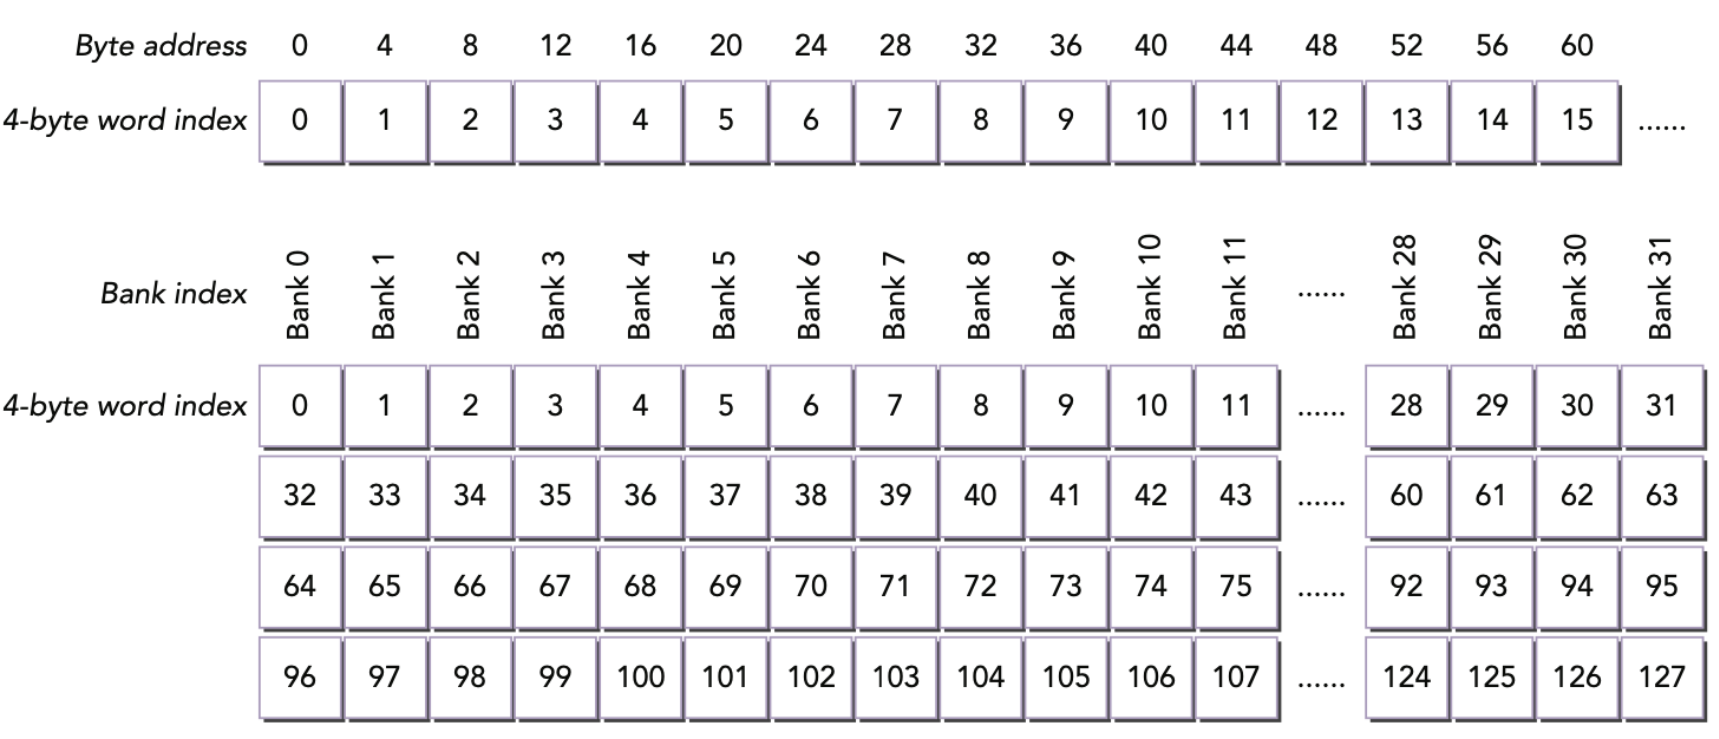 Byte address 0 4 8 12 16 20 24 28 32 36 40 44 48 52 56 60
4-byte word index 0 1 2 3 4 5 6 7 8 9 10 11 12 13 14 15 ......
Bank index Bank 0 Bank 1 Bank 2 Bank 3 Bank 4 Bank 5 Bank 6 Bank 7 Bank 8 Bank 9 Bank 10 Bank 11 ...... Bank 28 Bank 29 Bank 30 Bank 31
4-byte word index 0 1 2 3 4 5 6 7 8 9 10 11 ...... 28 29 30 31
32 33 34 35 36 37 38 39 40 41 42 43 ...... 60 61 62 63
64 65 66 67 68 69 70 71 72 73 74 75 ...... 92 93 94 95
96 97 98 99 100 101 102 103 104 105 106 107 ...... 124 125 126 127